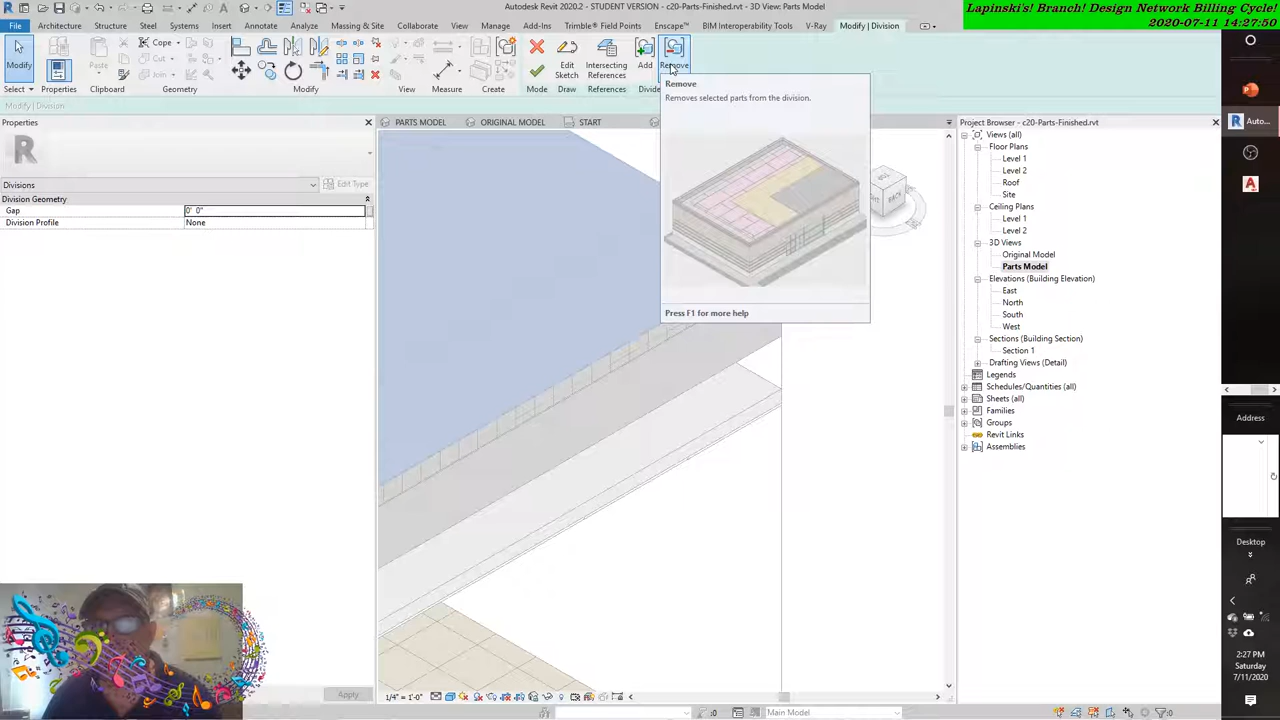 Autodesk Revit 2020.2 - STUDENT VERSION - c20-Parts-Finished.rvt - 3D View: Parts Model
Lapinski's! Branch! Design Network Billing Cycle!
2020-07-11 14:27:50
File Architecture Structure Steel Systems Insert Annotate Analyze Massing & Site Collaborate View Manage Add-Ins Trimble® Field Points Enscape™ BIM Interoperability Tools V-Ray Modify | Division
Modify Paste Cope Cut Join Edit Sketch Intersecting References Add Remove
Select Properties Clipboard Geometry Modify View Measure Create Mode Draw References Divide
Modify | Division
Properties
PARTS MODEL
ORIGINAL MODEL
START
Divisions
Edit Type
Division Geometry
Gap 0' 0"
Division Profile None
Remove
Removes selected parts from the division.
Press F1 for more help
BACK
Project Browser - c20-Parts-Finished.rvt
Views (all)
Floor Plans
Level 1
Level 2
Roof
Site
Ceiling Plans
Level 1
Level 2
3D Views
Original Model
Parts Model
Elevations (Building Elevation)
East
North
South
West
Sections (Building Section)
Section 1
Drafting Views (Detail)
Legends
Schedules/Quantities (all)
Sheets (all)
Families
Groups
Revit Links
Assemblies
Auto...
Address
Desktop
2:27 PM
Saturday
7/11/2020
Apply
1/4" = 1'-0"
:0
Main Model
:0